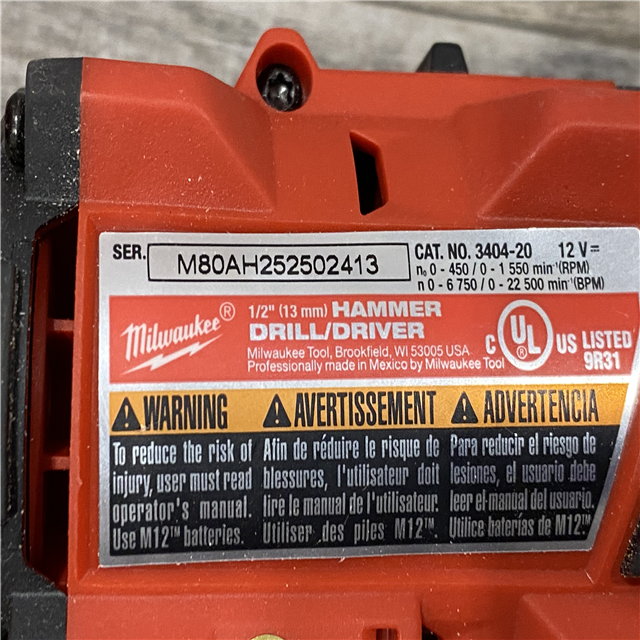 SER. M80AH252502413 CAT. NO. 3404-20 12 V⎓
n₀ 0 - 450 / 0 - 1 550 min⁻¹(RPM)
n 0 - 6 750 / 0 - 22 500 min⁻¹(BPM)
Milwaukee®
1/2" (13 mm) HAMMER
DRILL/DRIVER
Milwaukee Tool, Brookfield, WI 53005 USA
Professionally made in Mexico by Milwaukee Tool
C UL® US LISTED
9R31
WARNING
To reduce the risk of
injury, user must read
operator's manual.
Use M12™ batteries.
AVERTISSEMENT
Afin de réduire le risque de
blessures, l'utilisateur doit
lire le manuel de l'utilisateur.
Utiliser des piles M12™.
ADVERTENCIA
Para reducir el riesgo de
lesiones, el usuario debe
leer el manual del usuario.
Utilice baterías de M12™.